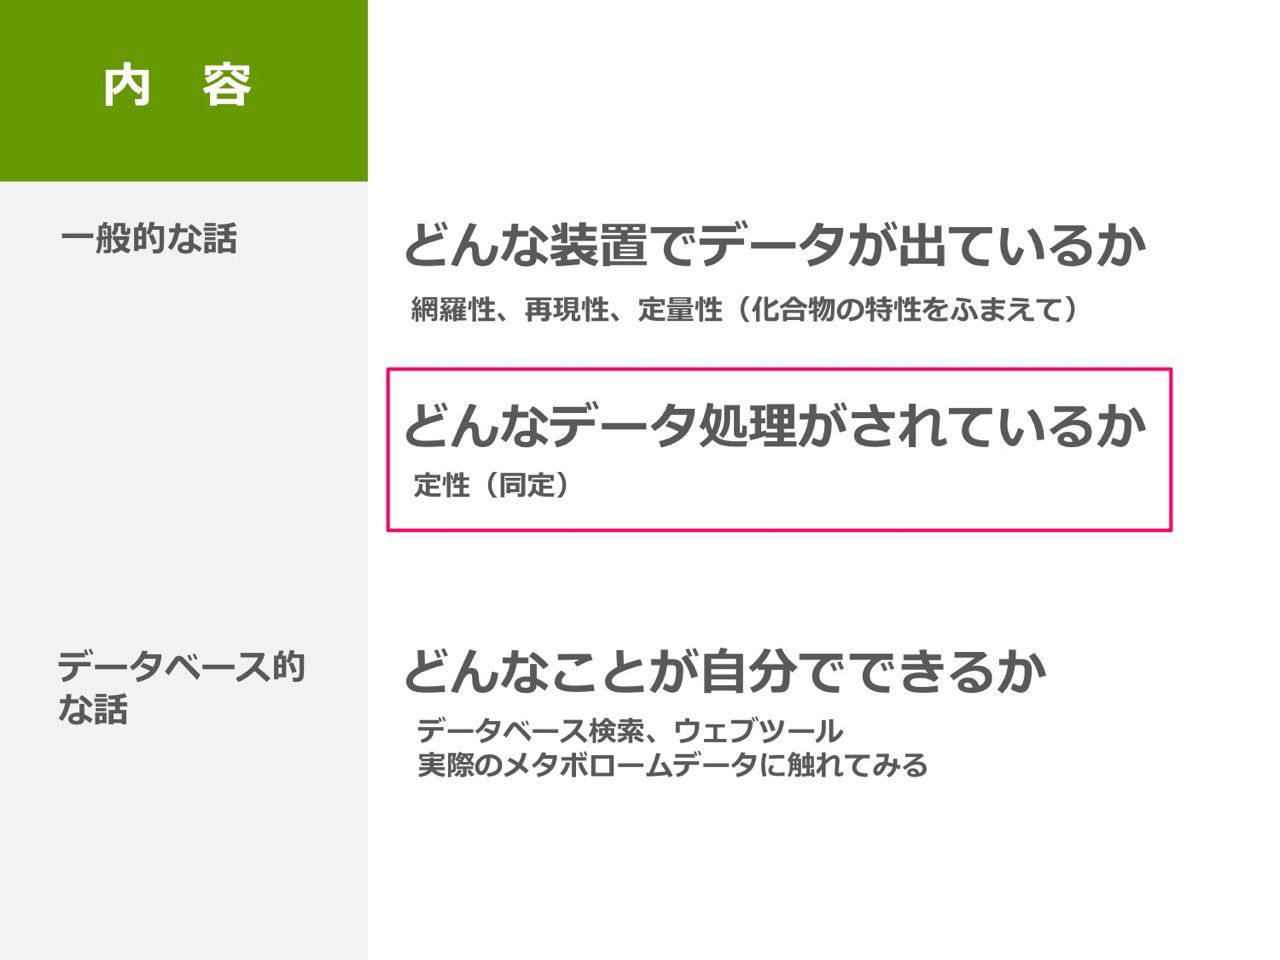 内　容
一般的な話
どんな装置でデータが出ているか
網羅性、再現性、定量性（化合物の特性をふまえて）
どんなデータ処理がされているか
定性（同定）
データベース的
な話
どんなことが自分でできるか
データベース検索、ウェブツール
実際のメタボロームデータに触れてみる